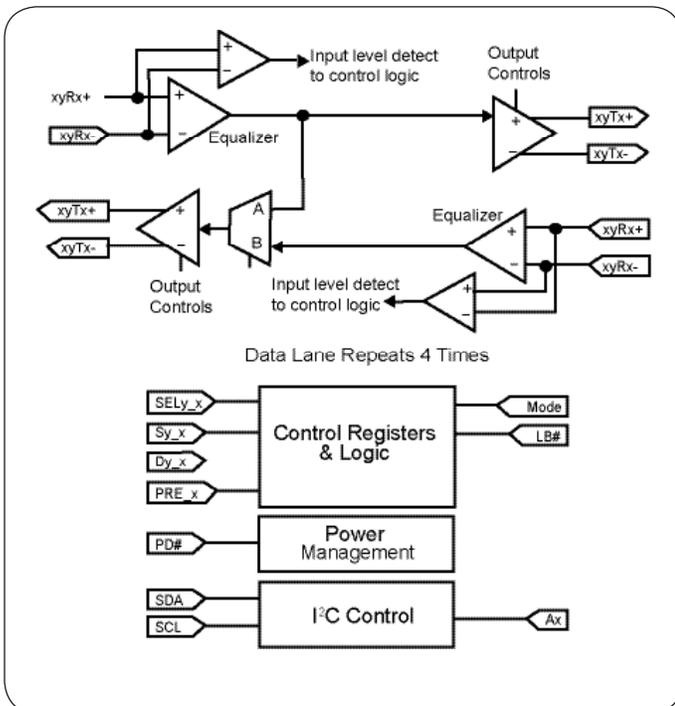 Input level detect
to control logic
Output
Controls
xyRx+
+
−
+
−
xyRx-
Equalizer
+
−
xyTx+
xyTx-
xyTx+
xyTx-
+
−
A
B
Equalizer
+
−
xyRx+
xyRx-
Output
Controls
Input level detect
to control logic
+
−
Data Lane Repeats 4 Times
SELy_x
Sy_x
Dy_x
PRE_x
Control Registers
& Logic
Mode
LB#
PD#
Power
Management
SDA
SCL
I²C Control
Ax